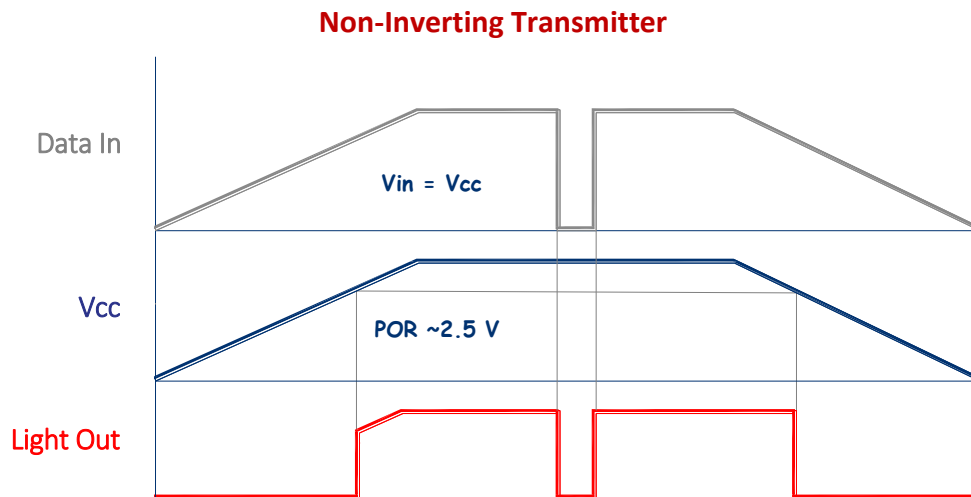 Non-Inverting Transmitter
Data In
Vin = Vcc
Vcc
POR ~2.5 V
Light Out